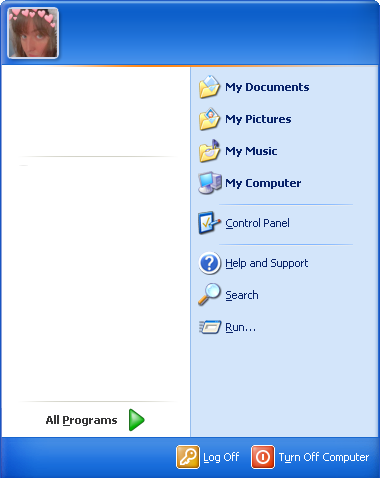 My Documents
My Pictures
My Music
My Computer
Control Panel
Help and Support
Search
Run...
All Programs
Log Off
Turn Off Computer